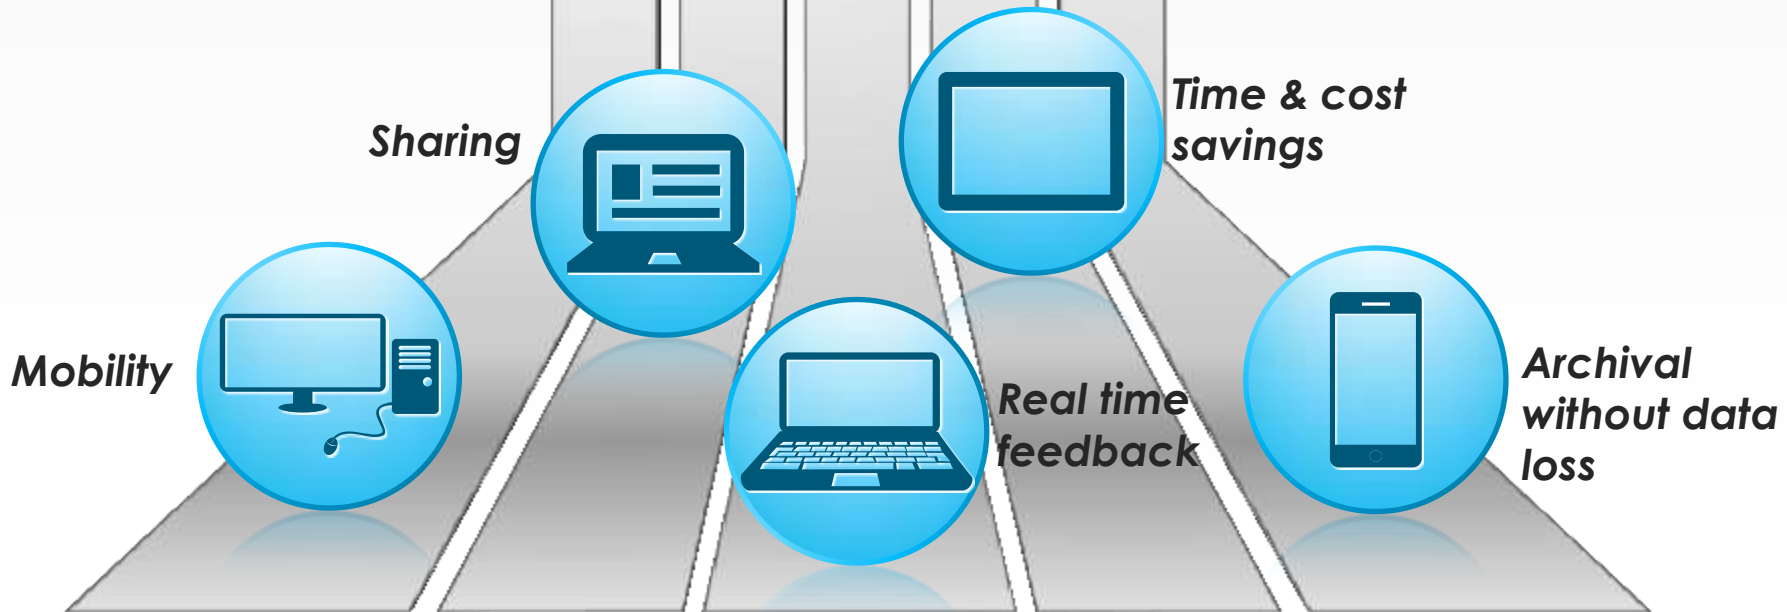 Time & cost
savings
Sharing
Mobility
Real time
feedback
Archival
without data
loss